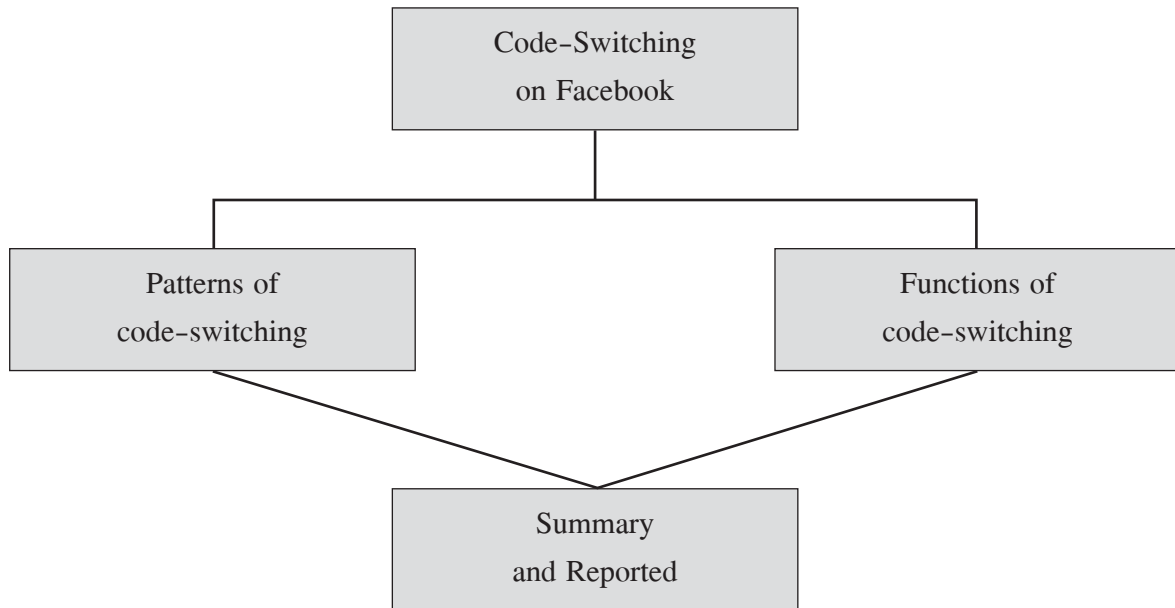 Code-Switching
on Facebook
Patterns of
code-switching
Functions of
code-switching
Summary
and Reported